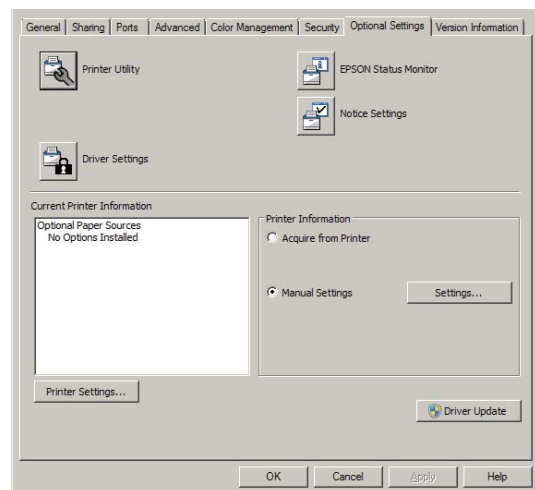 General Sharing Ports Advanced Color Management Security Optional Settings Version Information
Printer Utility
EPSON Status Monitor
Notice Settings
Driver Settings
Current Printer Information
Optional Paper Sources
No Options Installed
Printer Information
Acquire from Printer
Manual Settings
Settings...
Printer Settings...
Driver Update
OK Cancel Apply Help